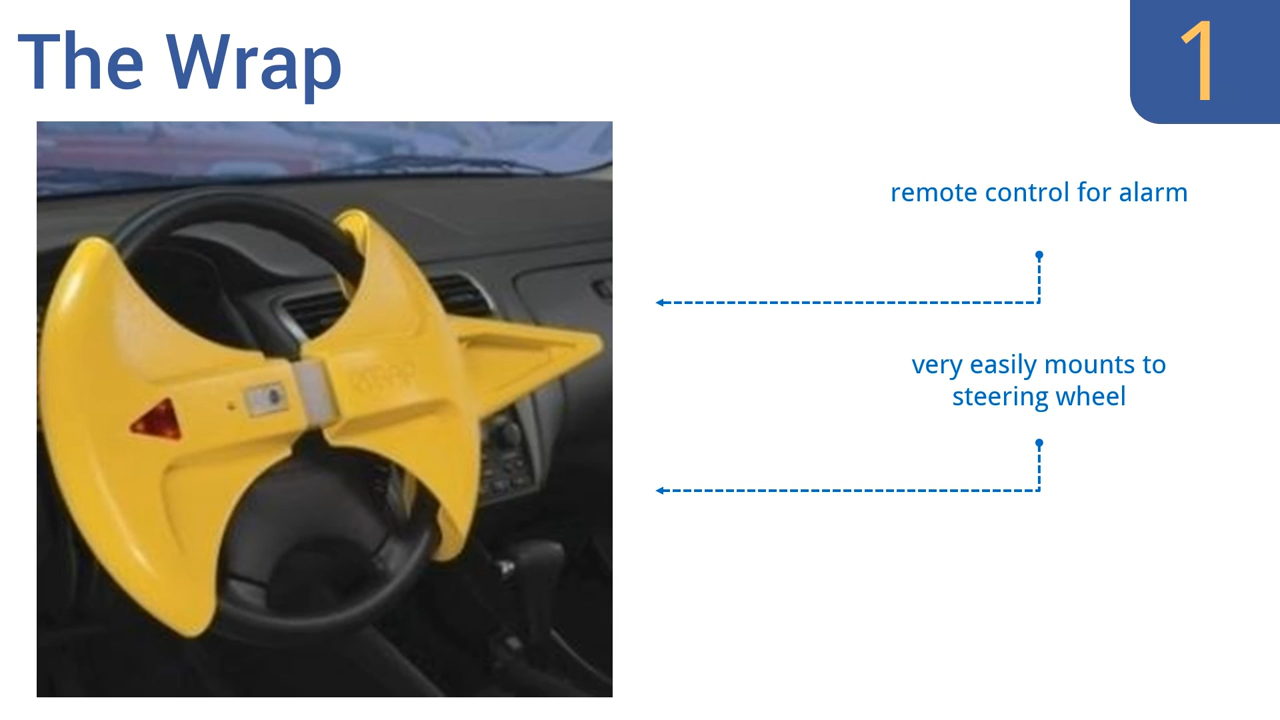 The Wrap
1
remote control for alarm
very easily mounts to
steering wheel